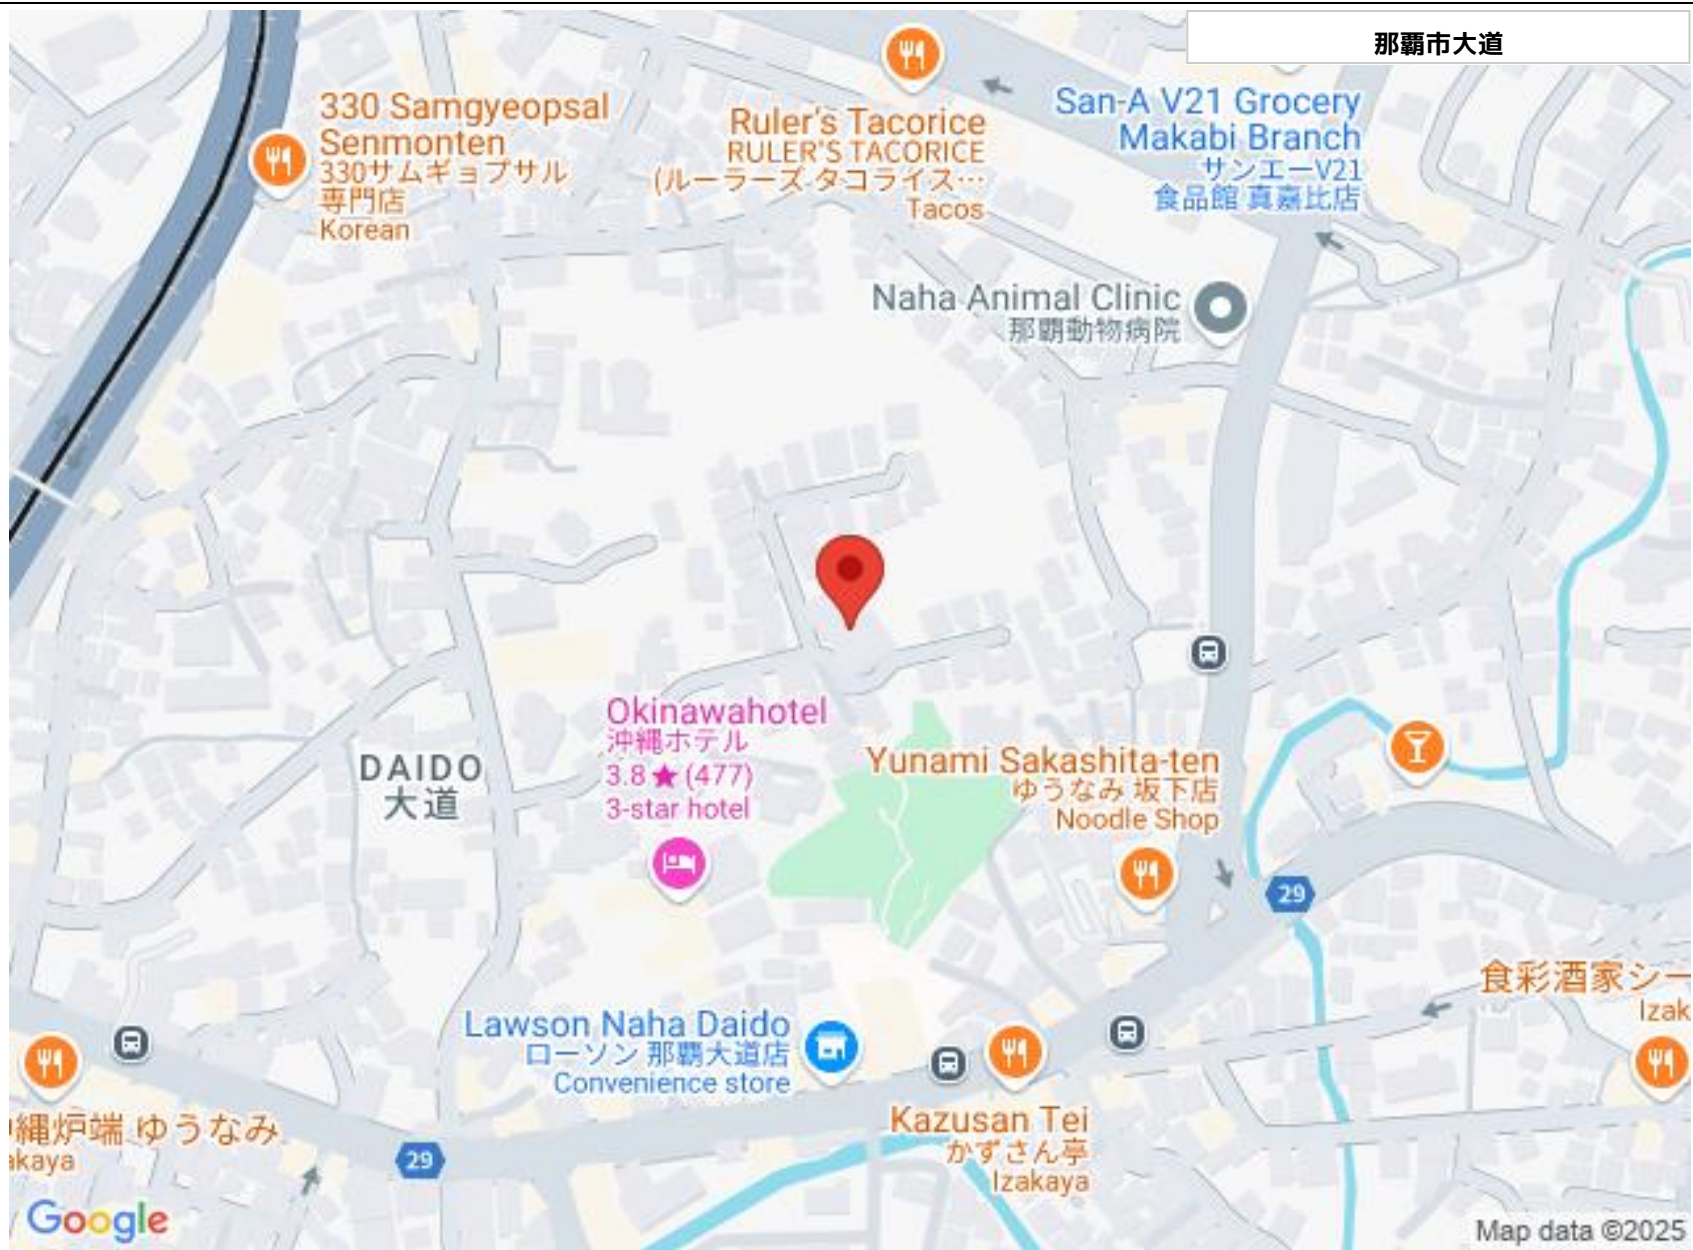 那覇市大道
330 Samgyeopsal
Senmonten
330サムギョプサル
専門店
Korean
Ruler's Tacorice
RULER'S TACORICE
(ルーラーズ タコライス…
Tacos
San-A V21 Grocery
Makabi Branch
サンエーV21
食品館 真嘉比店
Naha Animal Clinic
那覇動物病院
Okinawahotel
沖縄ホテル
3.8★(477)
3-star hotel
DAIDO
大道
Yunami Sakashita-ten
ゆうなみ 坂下店
Noodle Shop
29
食彩酒家シー
Izak
Lawson Naha Daido
ローソン 那覇大道店
Convenience store
Kazusan Tei
かずさん亭
Izakaya
縄炉端 ゆうなみ
akaya
29
Google
Map data ©2025